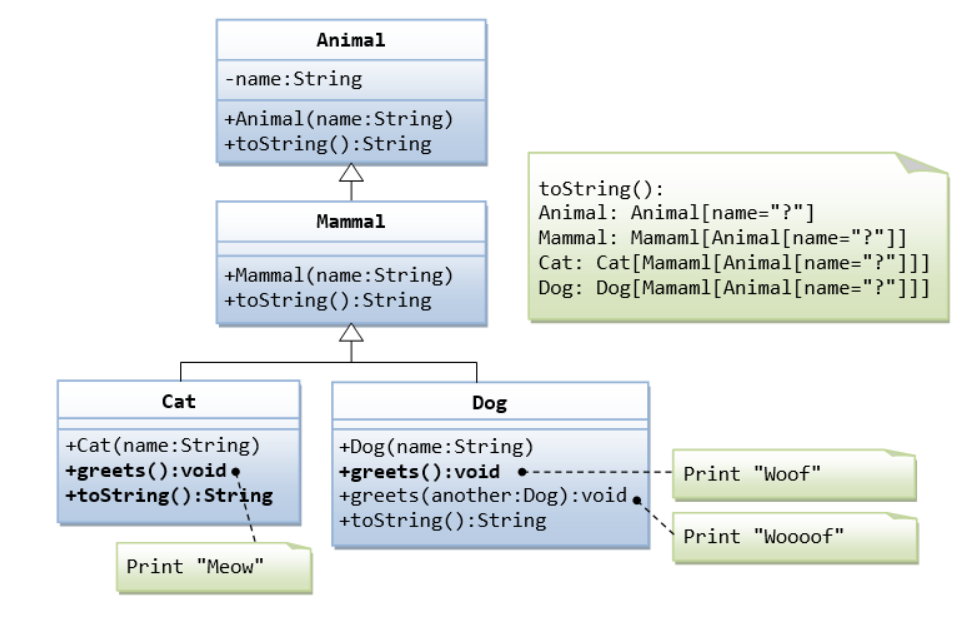 Animal
-name:String
+Animal(name:String)
+toString():String
Mammal
+Mammal(name:String)
+toString():String
toString():
Animal: Animal[name="?"]
Mammal: Mamaml[Animal[name="?"]]
Cat: Cat[Mamaml[Animal[name="?"]]]
Dog: Dog[Mamaml[Animal[name="?"]]]
Cat
+Cat(name:String)
+greets():void
+toString():String
Print "Meow"
Dog
+Dog(name:String)
+greets():void
+greets(another:Dog):void
+toString():String
Print "Woof"
Print "Woooof"